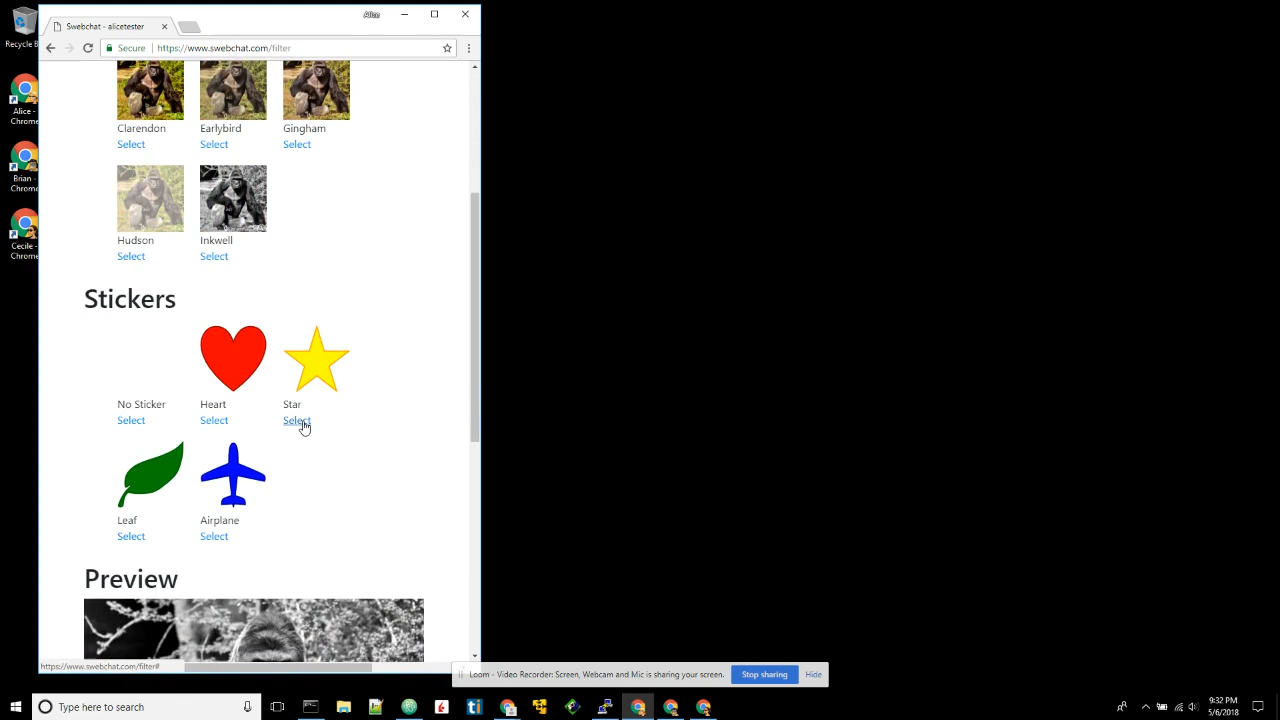 Alice
Swebchat - alicetester
Secure
https://www.swebchat.com/filter
Recycle B
Alice -
Chrome
Brian -
Chrome
Cecile -
Chrome
Clarendon
Earlybird
Gingham
Select
Select
Select
Hudson
Inkwell
Select
Select
Stickers
No Sticker
Heart
Star
Select
Select
Select
Leaf
Airplane
Select
Select
Preview
https://www.swebchat.com/filter#
Loom - Video Recorder: Screen, Webcam and Mic is sharing your screen.
Stop sharing
Hide
Type here to search
9:32 PM
5/6/2018